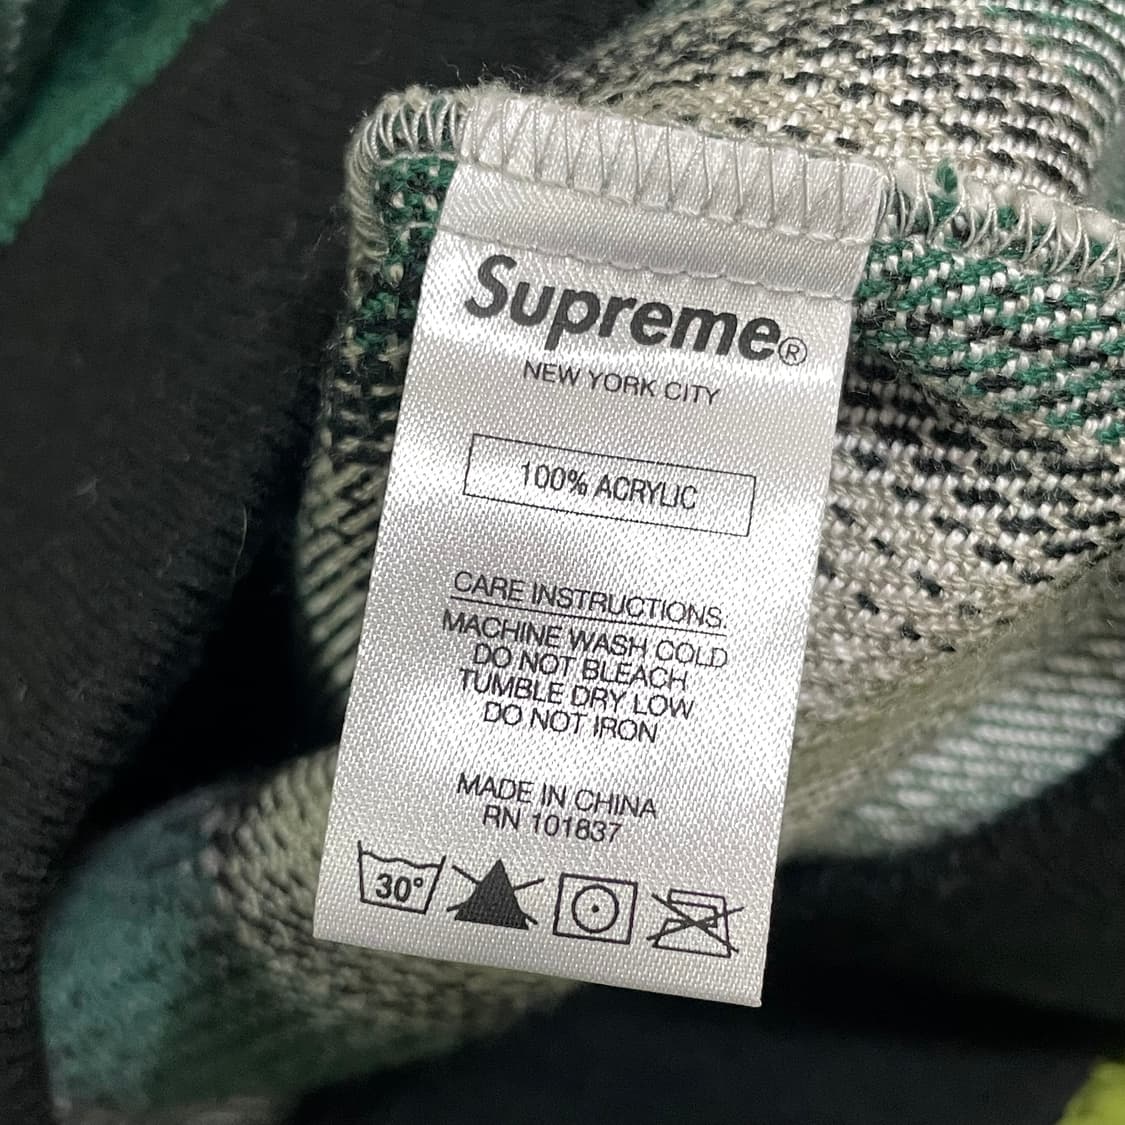 Supreme®
NEW YORK CITY
100% ACRYLIC
CARE INSTRUCTIONS
MACHINE WASH COLD
DO NOT BLEACH
TUMBLE DRY LOW
DO NOT IRON
MADE IN CHINA
RN 101837
30°